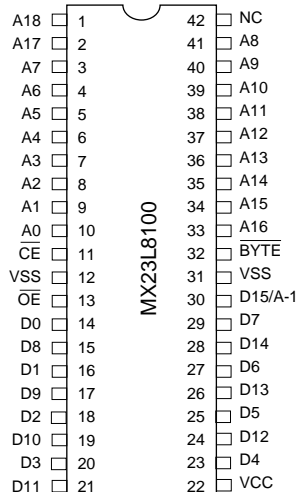 A18 1 42 NC
A17 2 41 A8
A7 3 40 A9
A6 4 39 A10
A5 5 38 A11
A4 6 37 A12
A3 7 36 A13
A2 8 35 A14
A1 9 34 A15
A0 10 33 A16
CE 11 32 BYTE
VSS 12 31 VSS
OE 13 30 D15/A-1
D0 14 29 D7
D8 15 28 D14
D1 16 27 D6
D9 17 26 D13
D2 18 25 D5
D10 19 24 D12
D3 20 23 D4
D11 21 22 VCC
MX23L8100